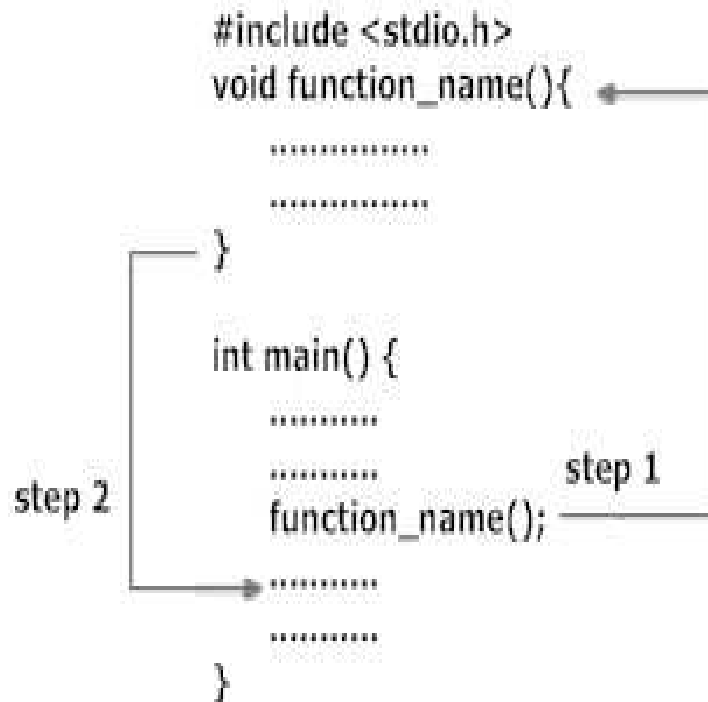 #include <stdio.h>
void function_name(){
................
................
}
int main() {
...........
...........
step 1
step 2
function_name();
...........
...........
}